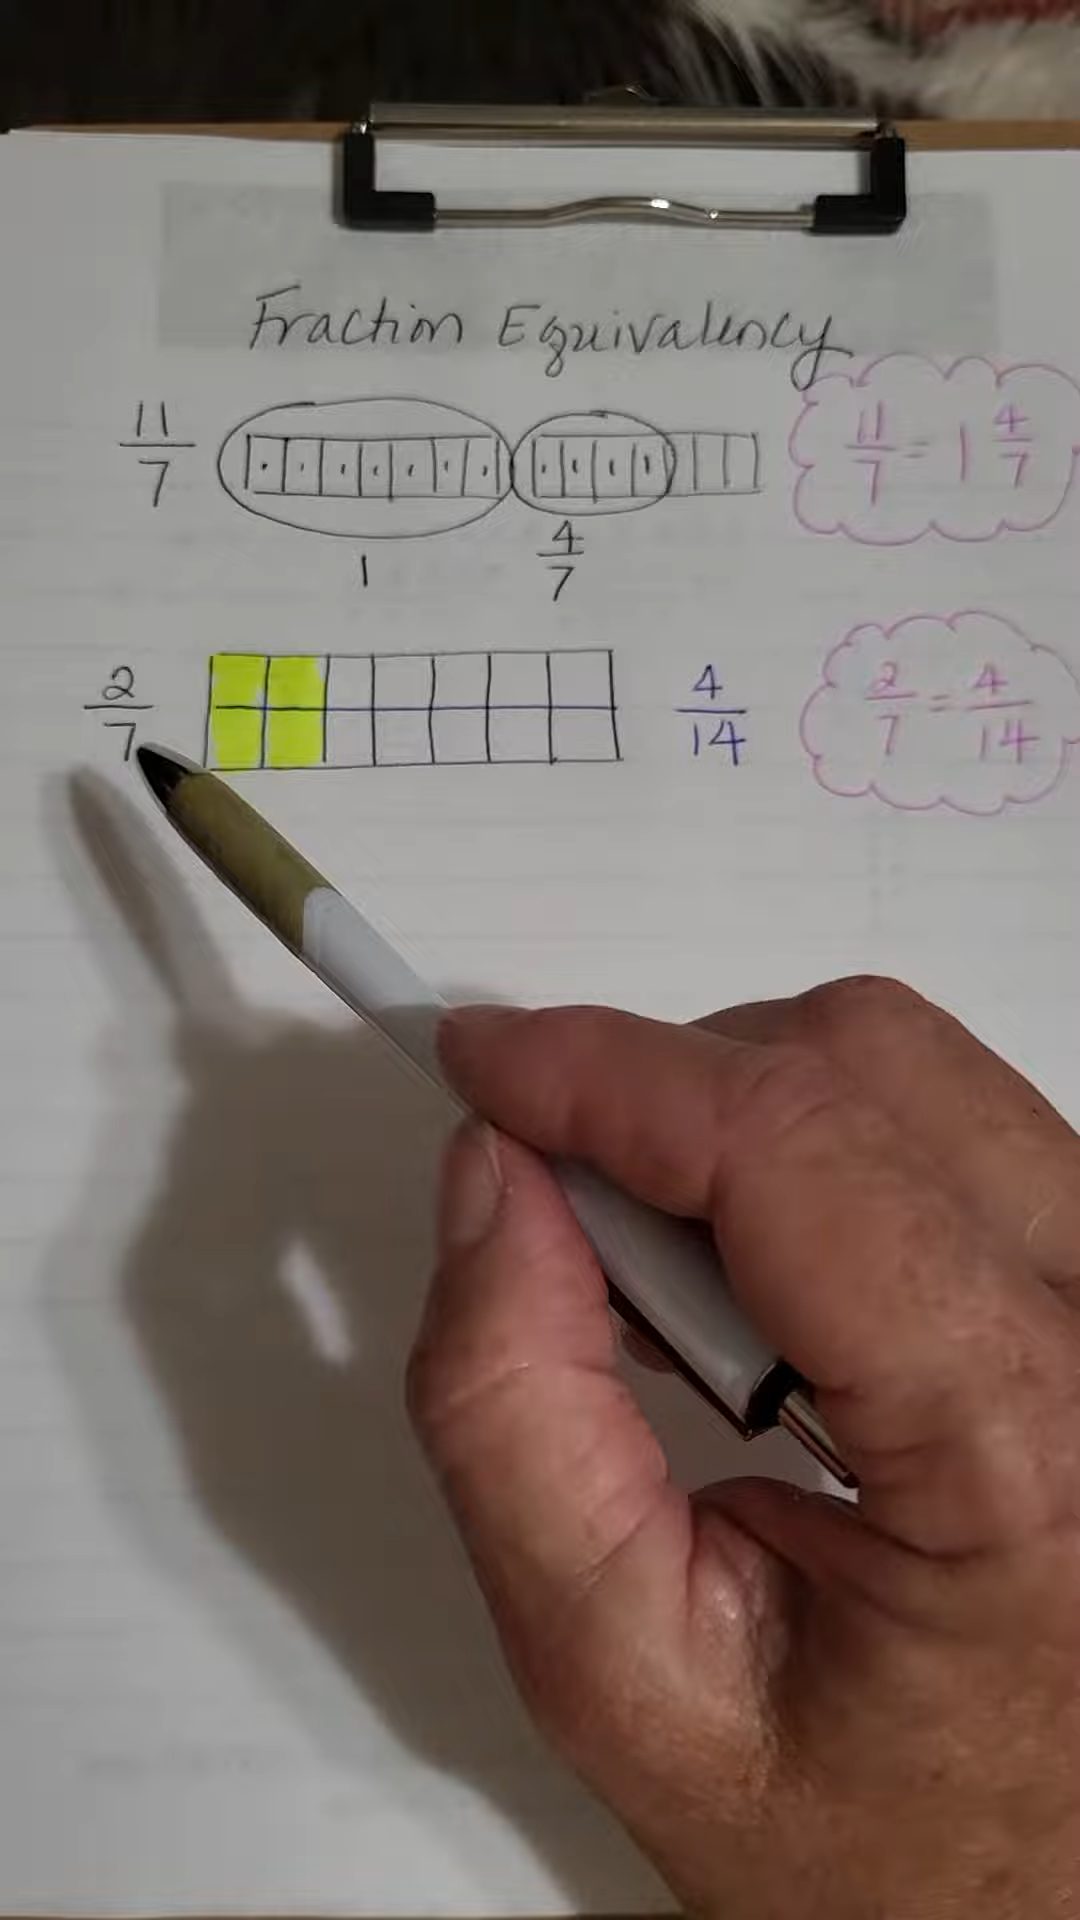 Fraction Equivalency
11/7
11/7 = 1 4/7
1
4/7
2/7
4/14
2/7 = 4/14